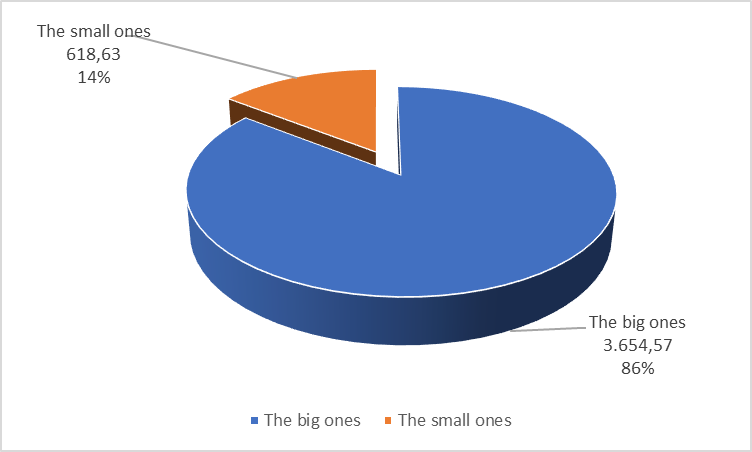 The small ones
618,63
14%
The big ones
3.654,57
86%
The big ones
The small ones